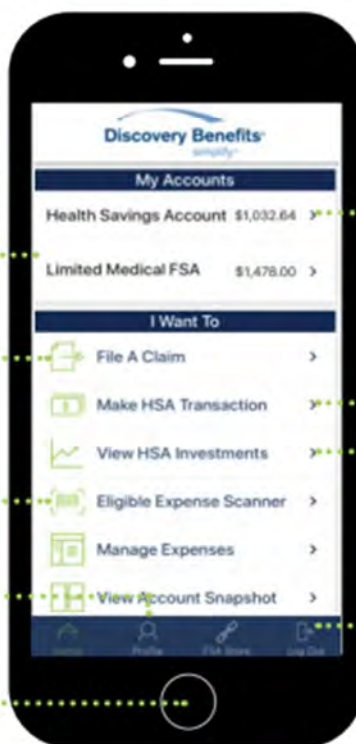 Discovery Benefits
simplify
My Accounts
Health Savings Account $1,032.64 >
Limited Medical FSA $1,478.00 >
I Want To
File A Claim >
Make HSA Transaction >
View HSA Investments >
Eligible Expense Scanner >
Manage Expenses >
View Account Snapshot >
Home Profile FSA Store Log Out